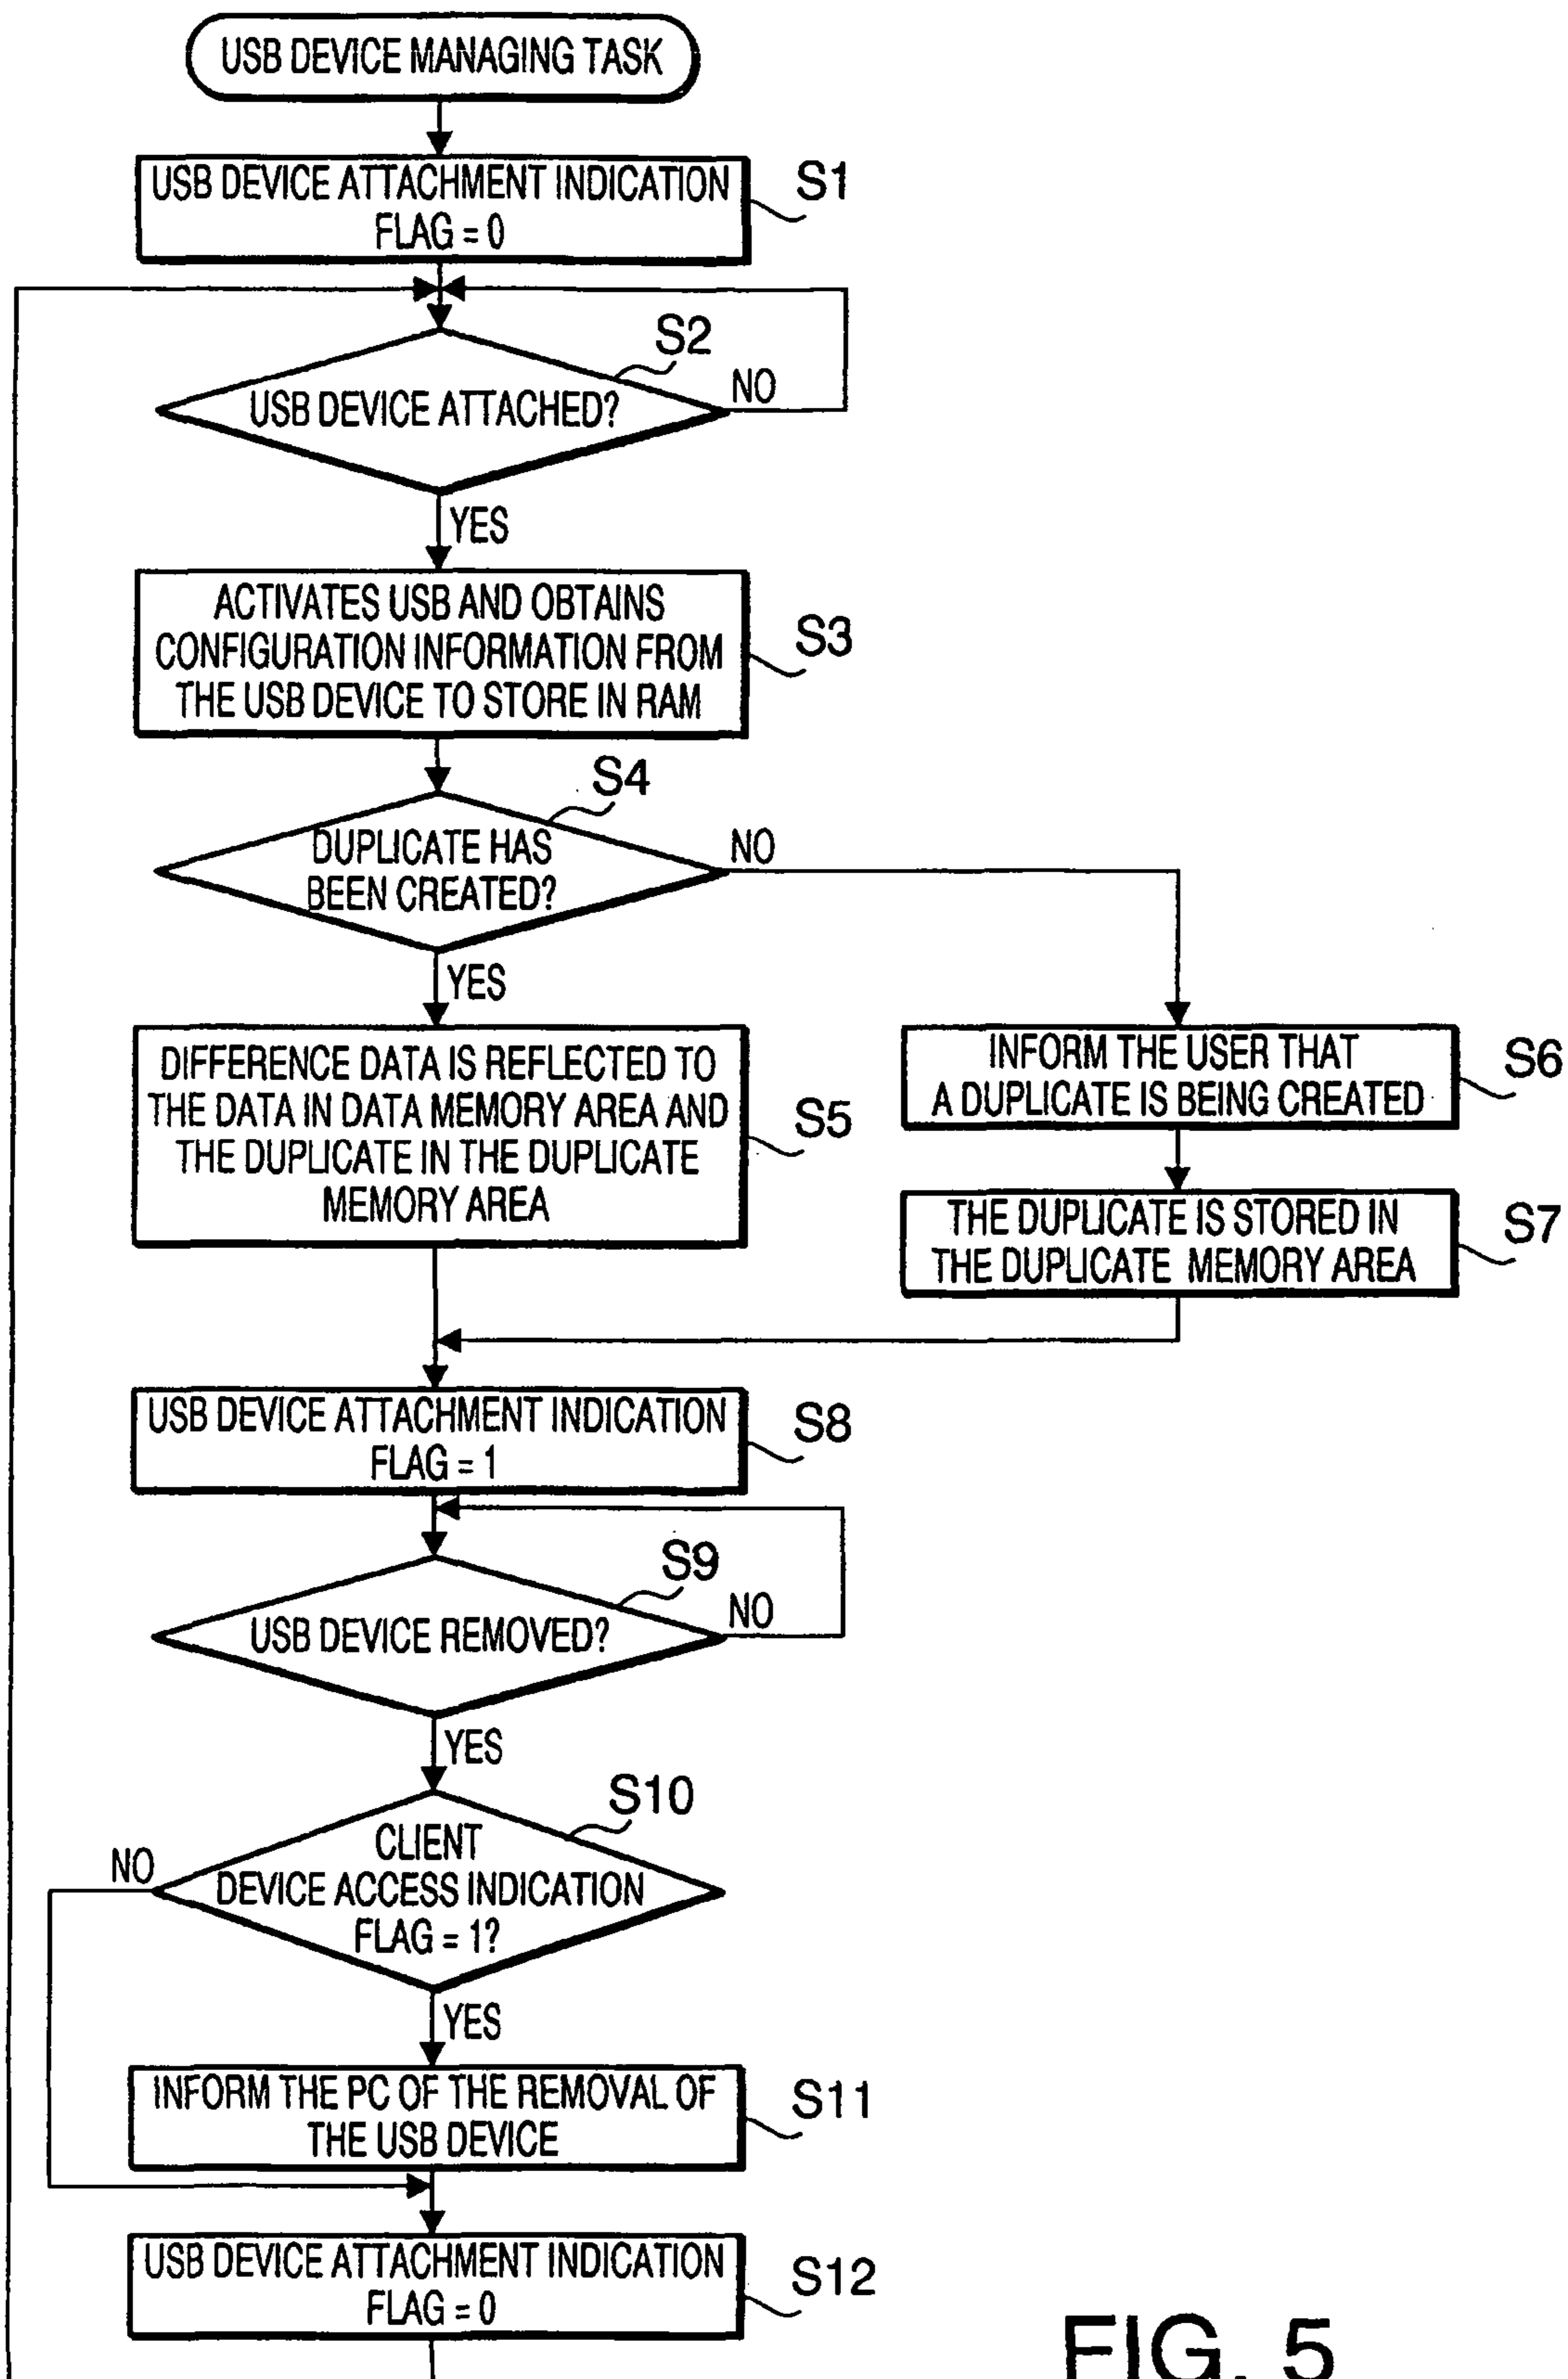 USB DEVICE MANAGING TASK
USB DEVICE ATTACHMENT INDICATION
FLAG = 0
S1
S2
USB DEVICE ATTACHED?
NO
YES
ACTIVATES USB AND OBTAINS
CONFIGURATION INFORMATION FROM
THE USB DEVICE TO STORE IN RAM
S3
S4
DUPLICATE HAS
BEEN CREATED?
NO
YES
DIFFERENCE DATA IS REFLECTED TO
THE DATA IN DATA MEMORY AREA AND
THE DUPLICATE IN THE DUPLICATE
MEMORY AREA
S5
INFORM THE USER THAT
A DUPLICATE IS BEING CREATED
S6
THE DUPLICATE IS STORED IN
THE DUPLICATE MEMORY AREA
S7
USB DEVICE ATTACHMENT INDICATION
FLAG = 1
S8
S9
USB DEVICE REMOVED?
NO
YES
S10
CLIENT
DEVICE ACCESS INDICATION
FLAG = 1?
NO
YES
INFORM THE PC OF THE REMOVAL OF
THE USB DEVICE
S11
USB DEVICE ATTACHMENT INDICATION
FLAG = 0
S12
FIG. 5